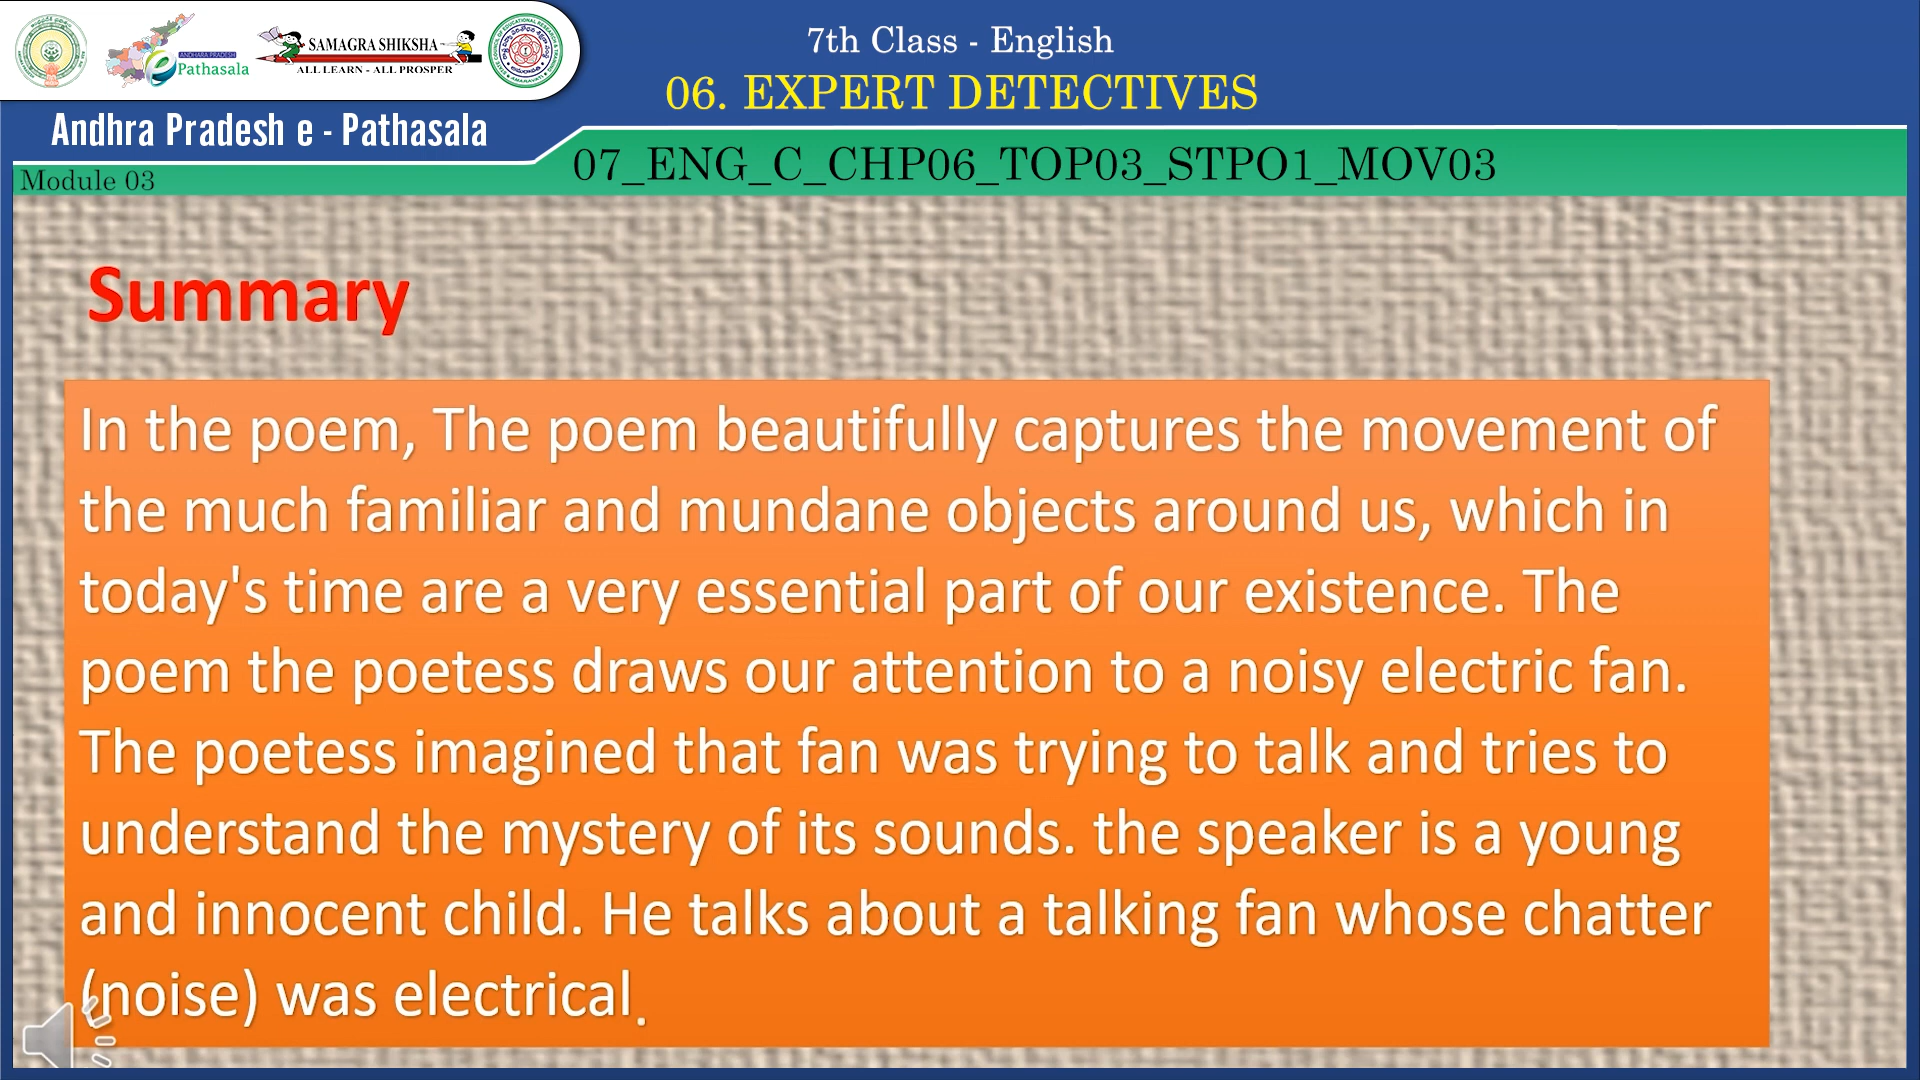 ANDHRA PRADESH
e Pathasala
SAMAGRA SHIKSHA
ALL LEARN - ALL PROSPER
Andhra Pradesh e - Pathasala
Module 03
7th Class - English
06. EXPERT DETECTIVES
07_ENG_C_CHP06_TOP03_STPO1_MOV03
Summary
In the poem, The poem beautifully captures the movement of
the much familiar and mundane objects around us, which in
today's time are a very essential part of our existence. The
poem the poetess draws our attention to a noisy electric fan.
The poetess imagined that fan was trying to talk and tries to
understand the mystery of its sounds. the speaker is a young
and innocent child. He talks about a talking fan whose chatter
(noise) was electrical.